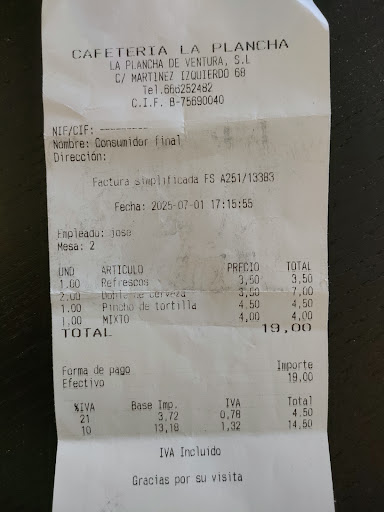 CAFETERIA LA PLANCHA
LA PLANCHA DE VENTURA, S.L
C/ MARTINEZ IZQUIERDO 68
Tel.666252482
C.I.F. B-75690040
NIF/CIF: ----------
Nombre: Consumidor final
Dirección:
Factura simplificada FS A251/13383
Fecha: 2025-07-01 17:15:55
Empleado: jose
Mesa: 2
UND ARTICULO PRECIO TOTAL
1.00 Refrescos 3,50 3,50
2.00 Doble de cerveza 3,50 7,00
1.00 Pincho de tortilla 4,50 4,50
1.00 MIXTO 4,00 4,00
TOTAL 19,00
Forma de pago Importe
Efectivo 19,00
%IVA Base Imp. IVA Total
21 3,72 0,78 4,50
10 13,18 1,32 14,50
IVA Incluido
Gracias por su visita